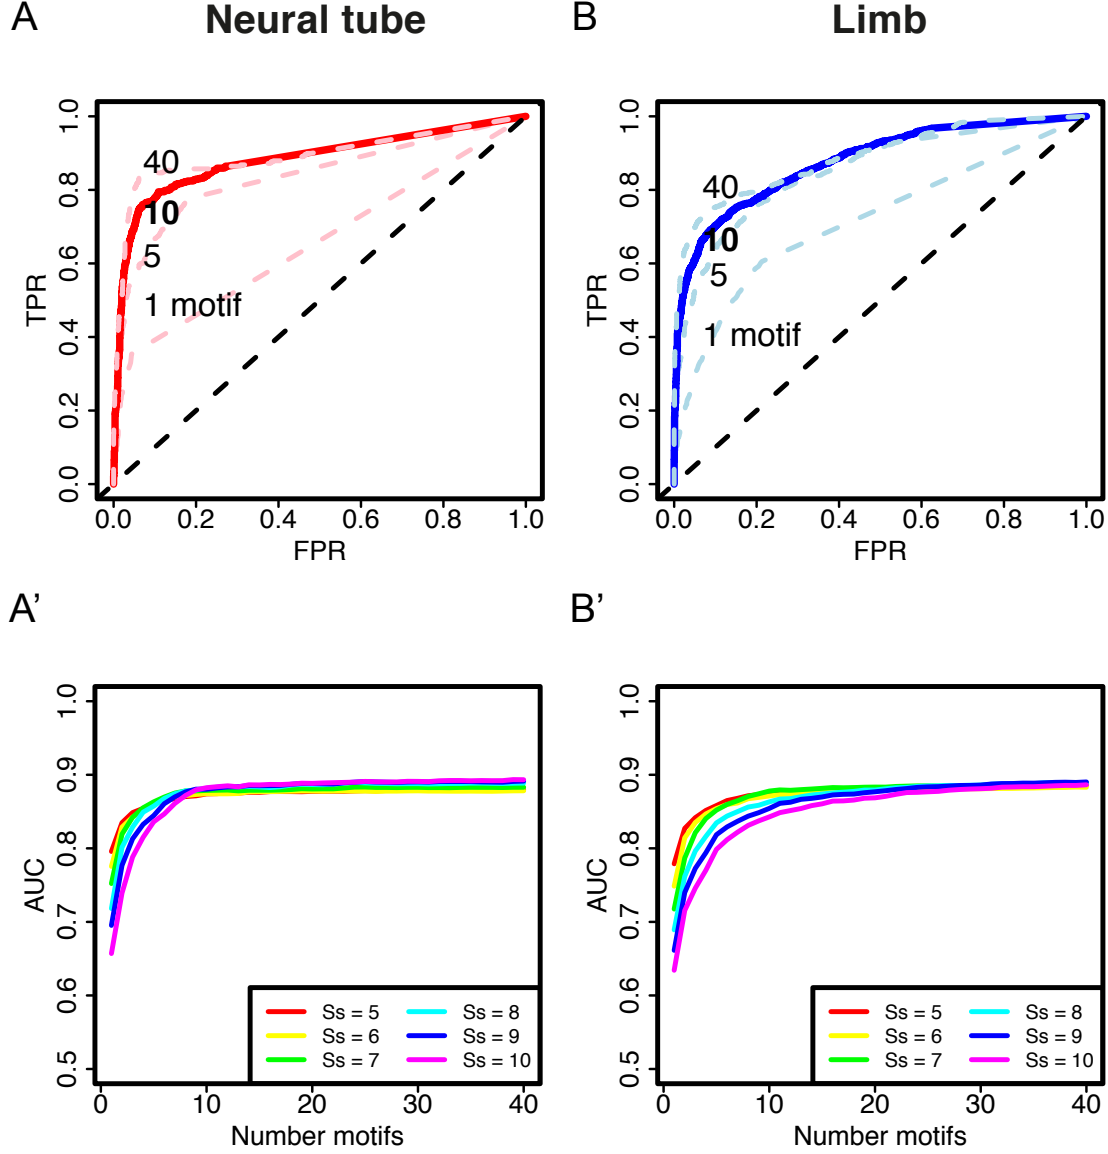 A
Neural tube
B
Limb
1.0
0.8
0.6
0.4
0.2
0.0
TPR
40
10
5
1 motif
0.0 0.2 0.4 0.6 0.8 1.0
FPR
1.0
0.8
0.6
0.4
0.2
0.0
TPR
40
10
5
1 motif
0.0 0.2 0.4 0.6 0.8 1.0
FPR
A’
1.0
0.9
0.8
0.7
0.6
0.5
AUC
Ss = 5 Ss = 8
Ss = 6 Ss = 9
Ss = 7 Ss = 10
0 10 20 30 40
Number motifs
B’
1.0
0.9
0.8
0.7
0.6
0.5
AUC
Ss = 5 Ss = 8
Ss = 6 Ss = 9
Ss = 7 Ss = 10
0 10 20 30 40
Number motifs